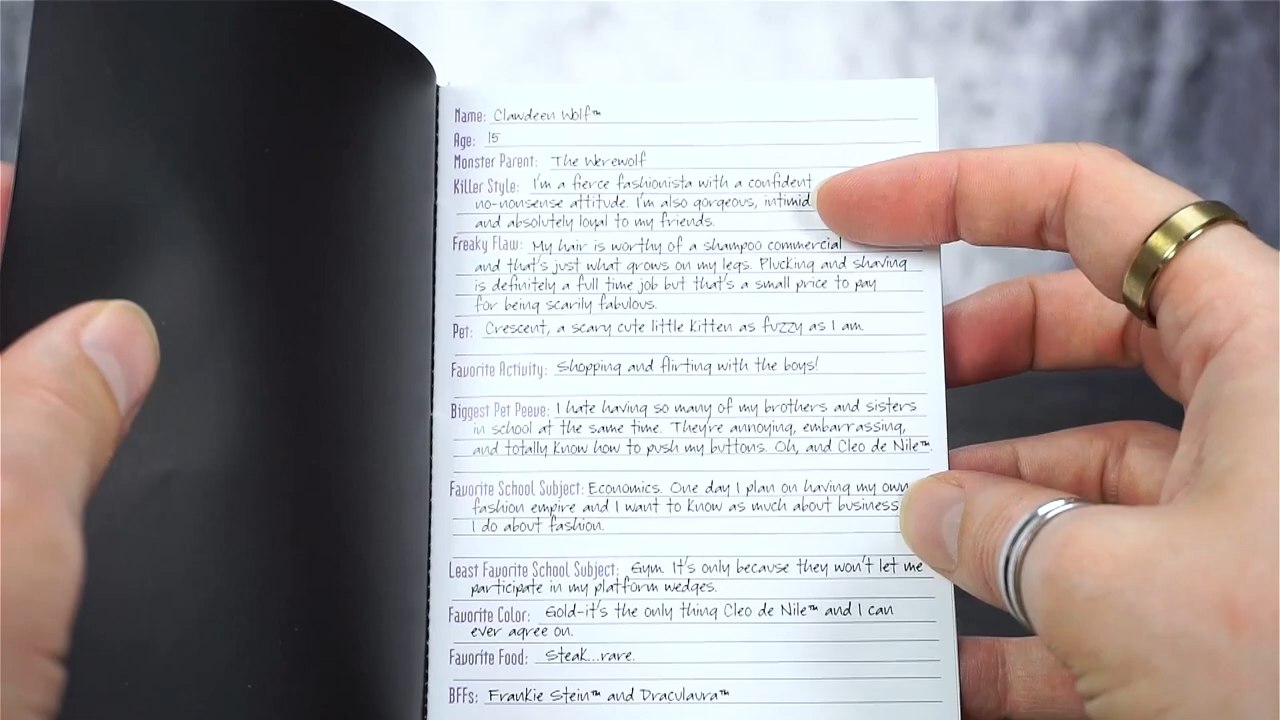 Name: Clawdeen Wolf™
Age: 15
Monster Parent: The Werewolf
Killer Style: I'm a fierce fashionista with a confident
no-nonsense attitude. I'm also gorgeous, intimid
and absolutely loyal to my friends.
Freaky Flaw: My hair is worthy of a shampoo commercial
and that's just what grows on my legs. Plucking and shaving
is definitely a full time job but that's a small price to pay
for being scarily fabulous.
Pet: Crescent, a scary cute little kitten as fuzzy as I am.
Favorite Activity: Shopping and flirting with the boys!
Biggest Pet Peeve: I hate having so many of my brothers and sisters
in school at the same time. They're annoying, embarrassing,
and totally know how to push my buttons. Oh, and Cleo de Nile™.
Favorite School Subject: Economics. One day I plan on having my own
fashion empire and I want to know as much about business
I do about fashion.
Least Favorite School Subject: Gym. It's only because they won't let me
participate in my platform wedges.
Favorite Color: Gold-it's the only thing Cleo de Nile™ and I can
ever agree on.
Favorite Food: Steak...rare.
BFFs: Frankie Stein™ and Draculaura™